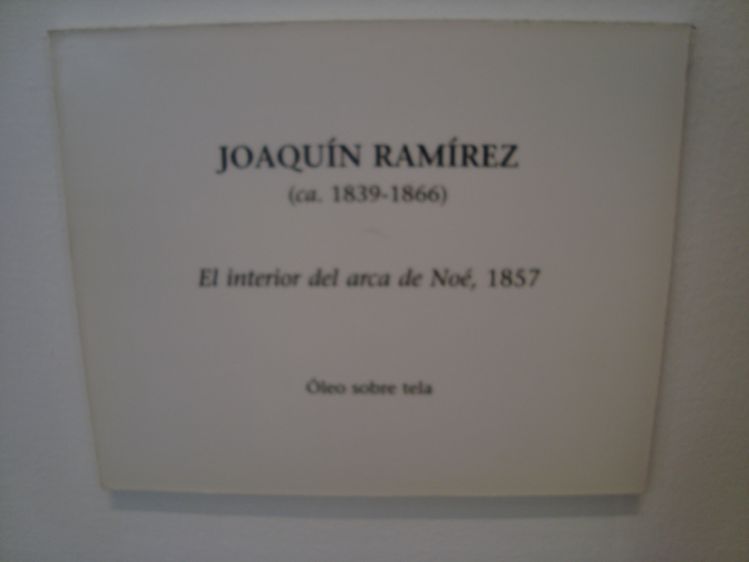 JOAQUÍN RAMÍREZ
(ca. 1839-1866)
El interior del arca de Noé, 1857
Óleo sobre tela